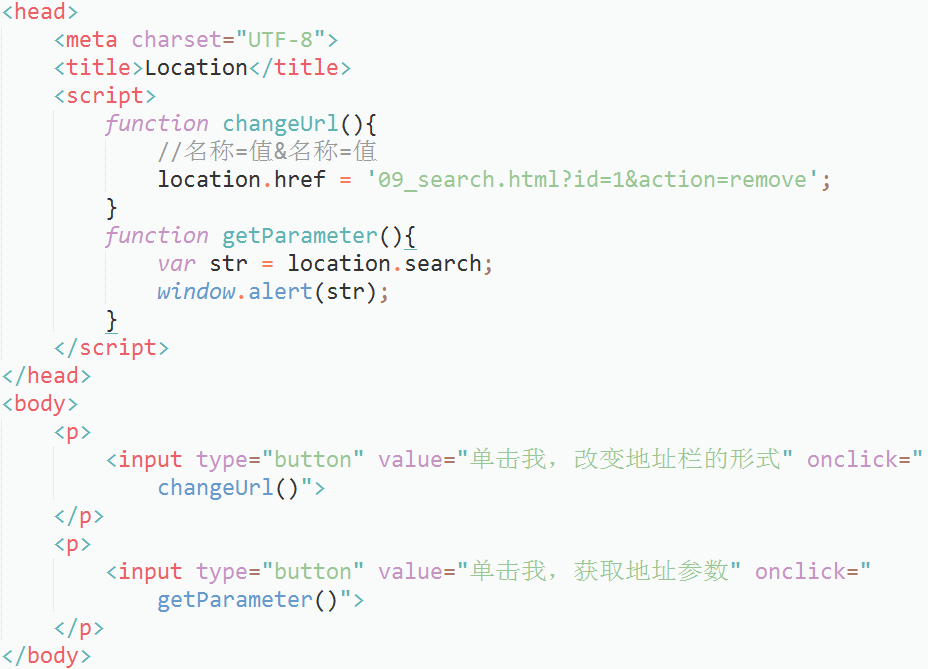 <head>
<meta charset="UTF-8">
<title>Location</title>
<script>
function changeUrl(){
//名称=值&名称=值
location.href = '09_search.html?id=1&action=remove';
}
function getParameter(){
var str = location.search;
window.alert(str);
}
</script>
</head>
<body>
<p>
<input type="button" value="单击我，改变地址栏的形式" onclick="
changeUrl()">
</p>
<p>
<input type="button" value="单击我，获取地址参数" onclick="
getParameter()">
</p>
</body>